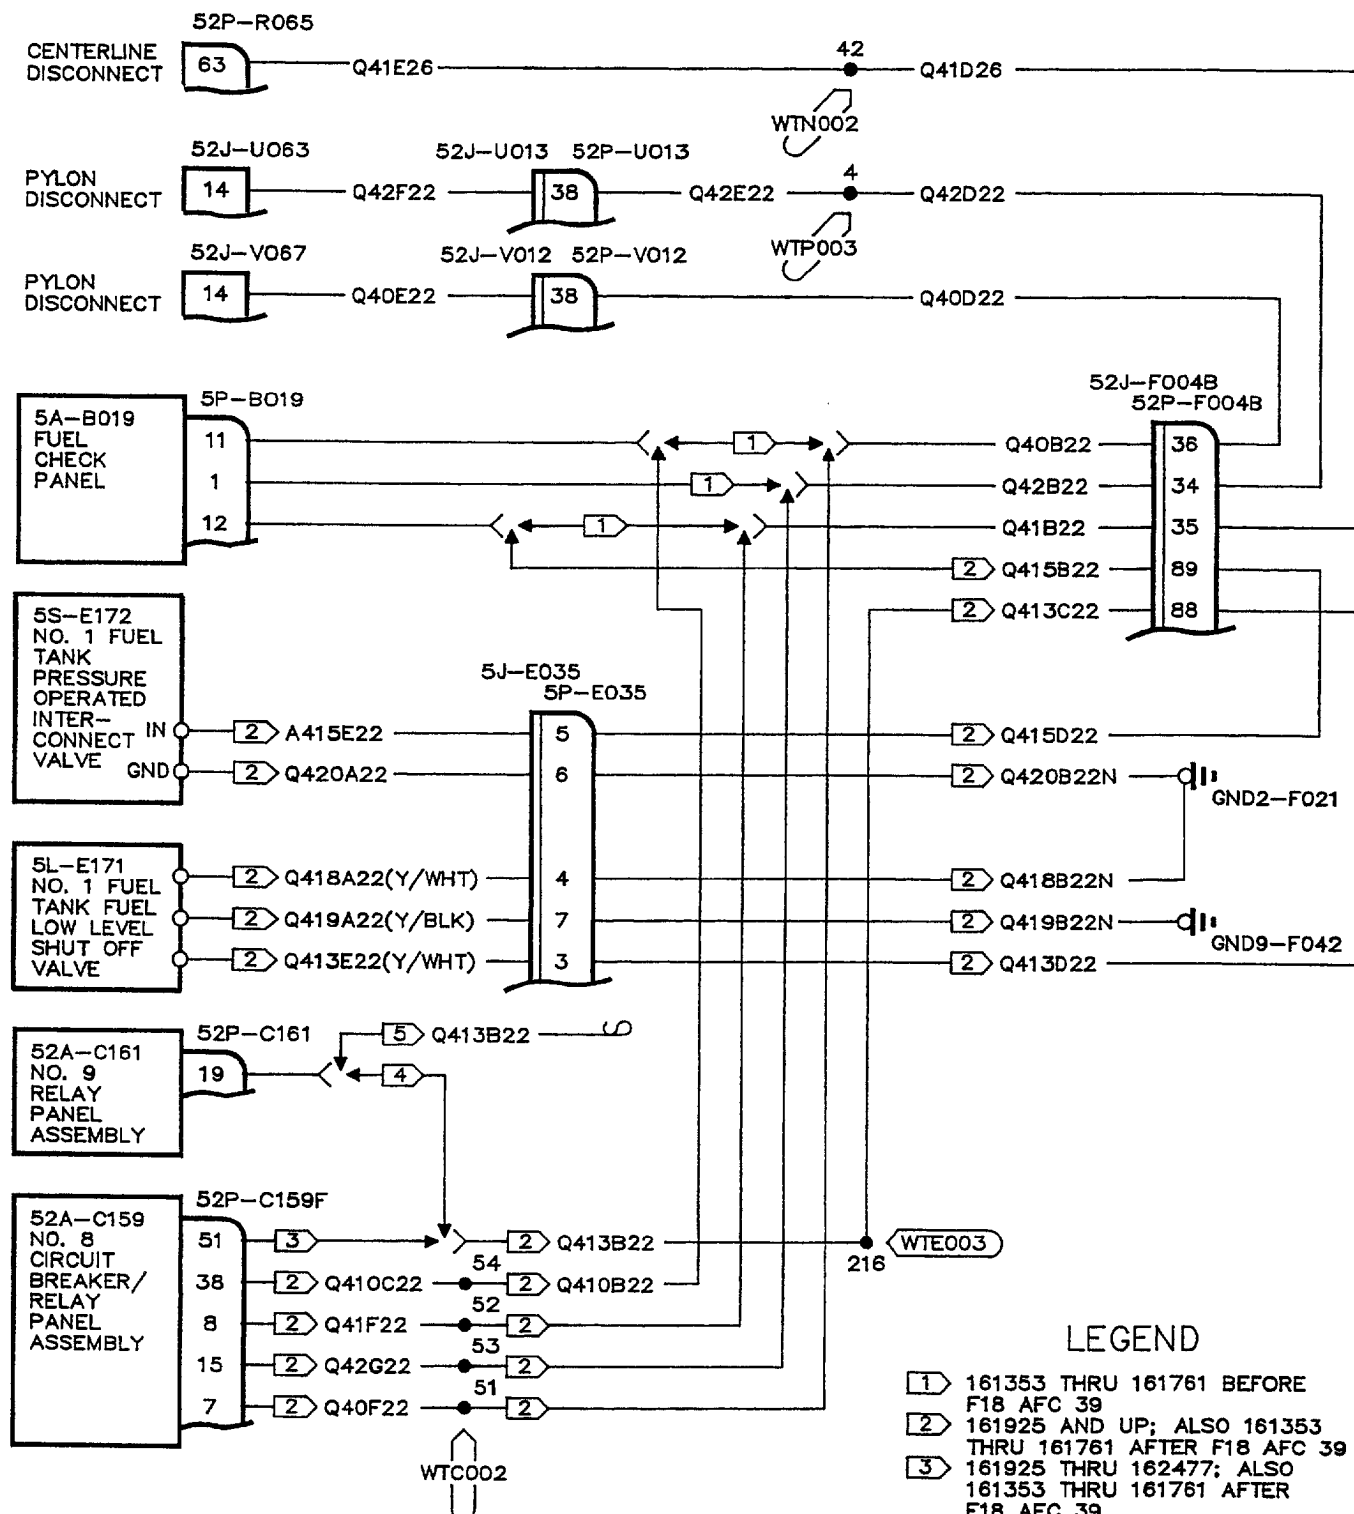 52P-R065
CENTERLINE
DISCONNECT
63
Q41E26
42
Q41D26
WTN002
52J-U063
52J-U013 52P-U013
PYLON
DISCONNECT
14
Q42F22
38
Q42E22
4
Q42D22
WTP003
52J-V067
52J-V012 52P-V012
PYLON
DISCONNECT
14
Q40E22
38
Q40D22
52J-F004B
52P-F004B
5P-B019
5A-B019
FUEL
CHECK
PANEL
11
1
Q40B22
36
1
1
Q42B22
34
12
1
Q41B22
35
2
Q415B22
89
2
Q413C22
88
5S-E172
NO. 1 FUEL
TANK
PRESSURE
OPERATED
INTER-
CONNECT
VALVE
IN
GND
5J-E035
5P-E035
2
A415E22
5
2
Q415D22
2
Q420A22
6
2
Q420B22N
GND2-F021
5L-E171
NO. 1 FUEL
TANK FUEL
LOW LEVEL
SHUT OFF
VALVE
2
Q418A22(Y/WHT)
4
2
Q418B22N
2
Q419A22(Y/BLK)
7
2
Q419B22N
GND9-F042
2
Q413E22(Y/WHT)
3
2
Q413D22
52P-C161
5
Q413B22
52A-C161
NO. 9
RELAY
PANEL
ASSEMBLY
19
4
52P-C159F
52A-C159
NO. 8
CIRCUIT
BREAKER/
RELAY
PANEL
ASSEMBLY
51
3
2
Q413B22
WTE003
216
38
2
Q410C22
54
2
Q410B22
8
2
Q41F22
52
2
15
2
Q42G22
53
2
7
2
Q40F22
51
2
WTC002
LEGEND
1
161353 THRU 161761 BEFORE
F18 AFC 39
2
161925 AND UP; ALSO 161353
THRU 161761 AFTER F18 AFC 39
3
161925 THRU 162477; ALSO
161353 THRU 161761 AFTER
F18 AFC 39